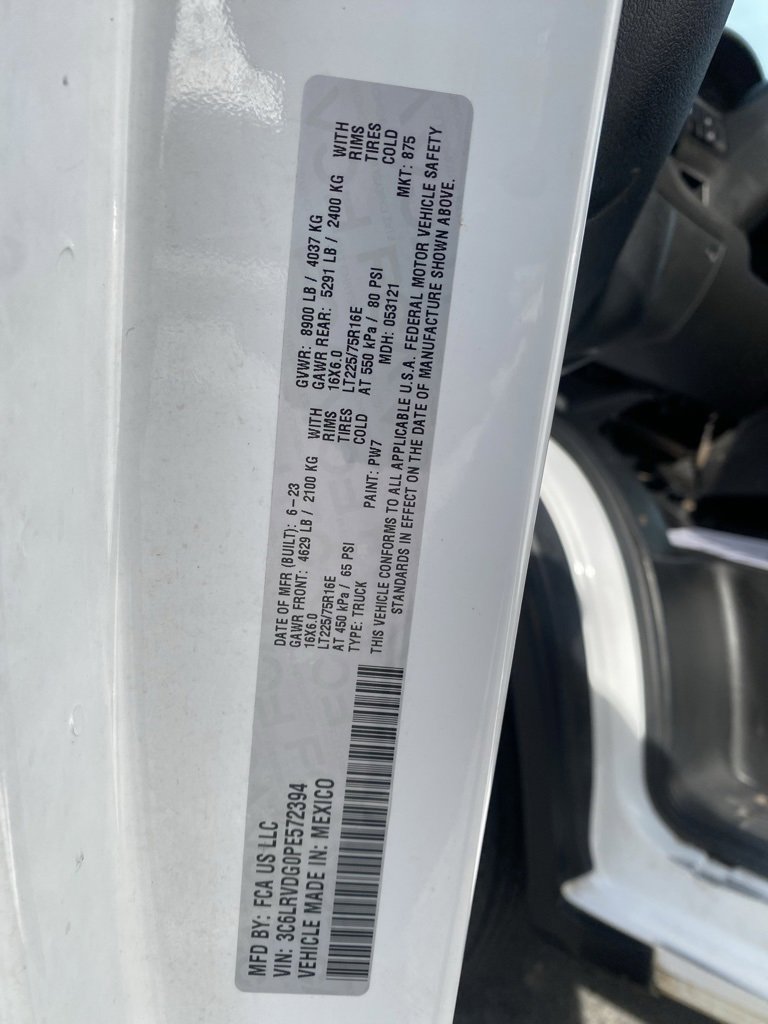 MFD BY: FCA US LLC
VIN: 3C6LRVDG0PE572394
VEHICLE MADE IN: MEXICO
DATE OF MFR (BUILT): 6-23
GAWR FRONT: 4629 LB / 2100 KG WITH
16X6.0 RIMS
LT225/75R16E TIRES
AT 450 kPa / 65 PSI COLD
GVWR: 8900 LB / 4037 KG
GAWR REAR: 5291 LB / 2400 KG WITH
16X6.0 RIMS
LT225/75R16E TIRES
AT 550 kPa / 80 PSI COLD
TYPE: TRUCK PAINT: PW7 MDH: 053121 MKT: 875
THIS VEHICLE CONFORMS TO ALL APPLICABLE U.S.A. FEDERAL MOTOR VEHICLE SAFETY
STANDARDS IN EFFECT ON THE DATE OF MANUFACTURE SHOWN ABOVE.